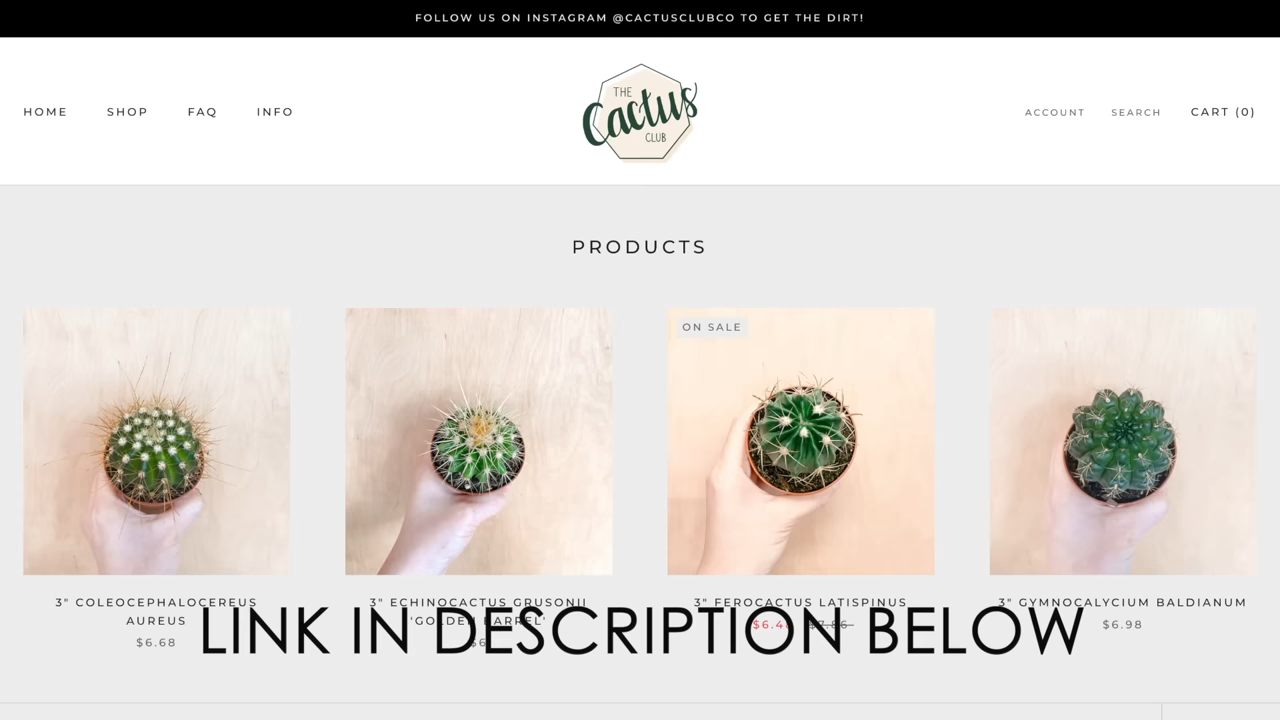 FOLLOW US ON INSTAGRAM @CACTUSCLUBCO TO GET THE DIRT!
HOME SHOP FAQ INFO
THE
Cactus
CLUB
ACCOUNT SEARCH CART (0)
PRODUCTS
ON SALE
3" COLEOCEPHALOCEREUS
AUREUS
$6.68
3" ECHINOCACTUS GRUSONII
'GOLDEN BARREL'
3" FEROCACTUS LATISPINUS
3" GYMNOCALYCIUM BALDIANUM
$6.98
LINK IN DESCRIPTION BELOW